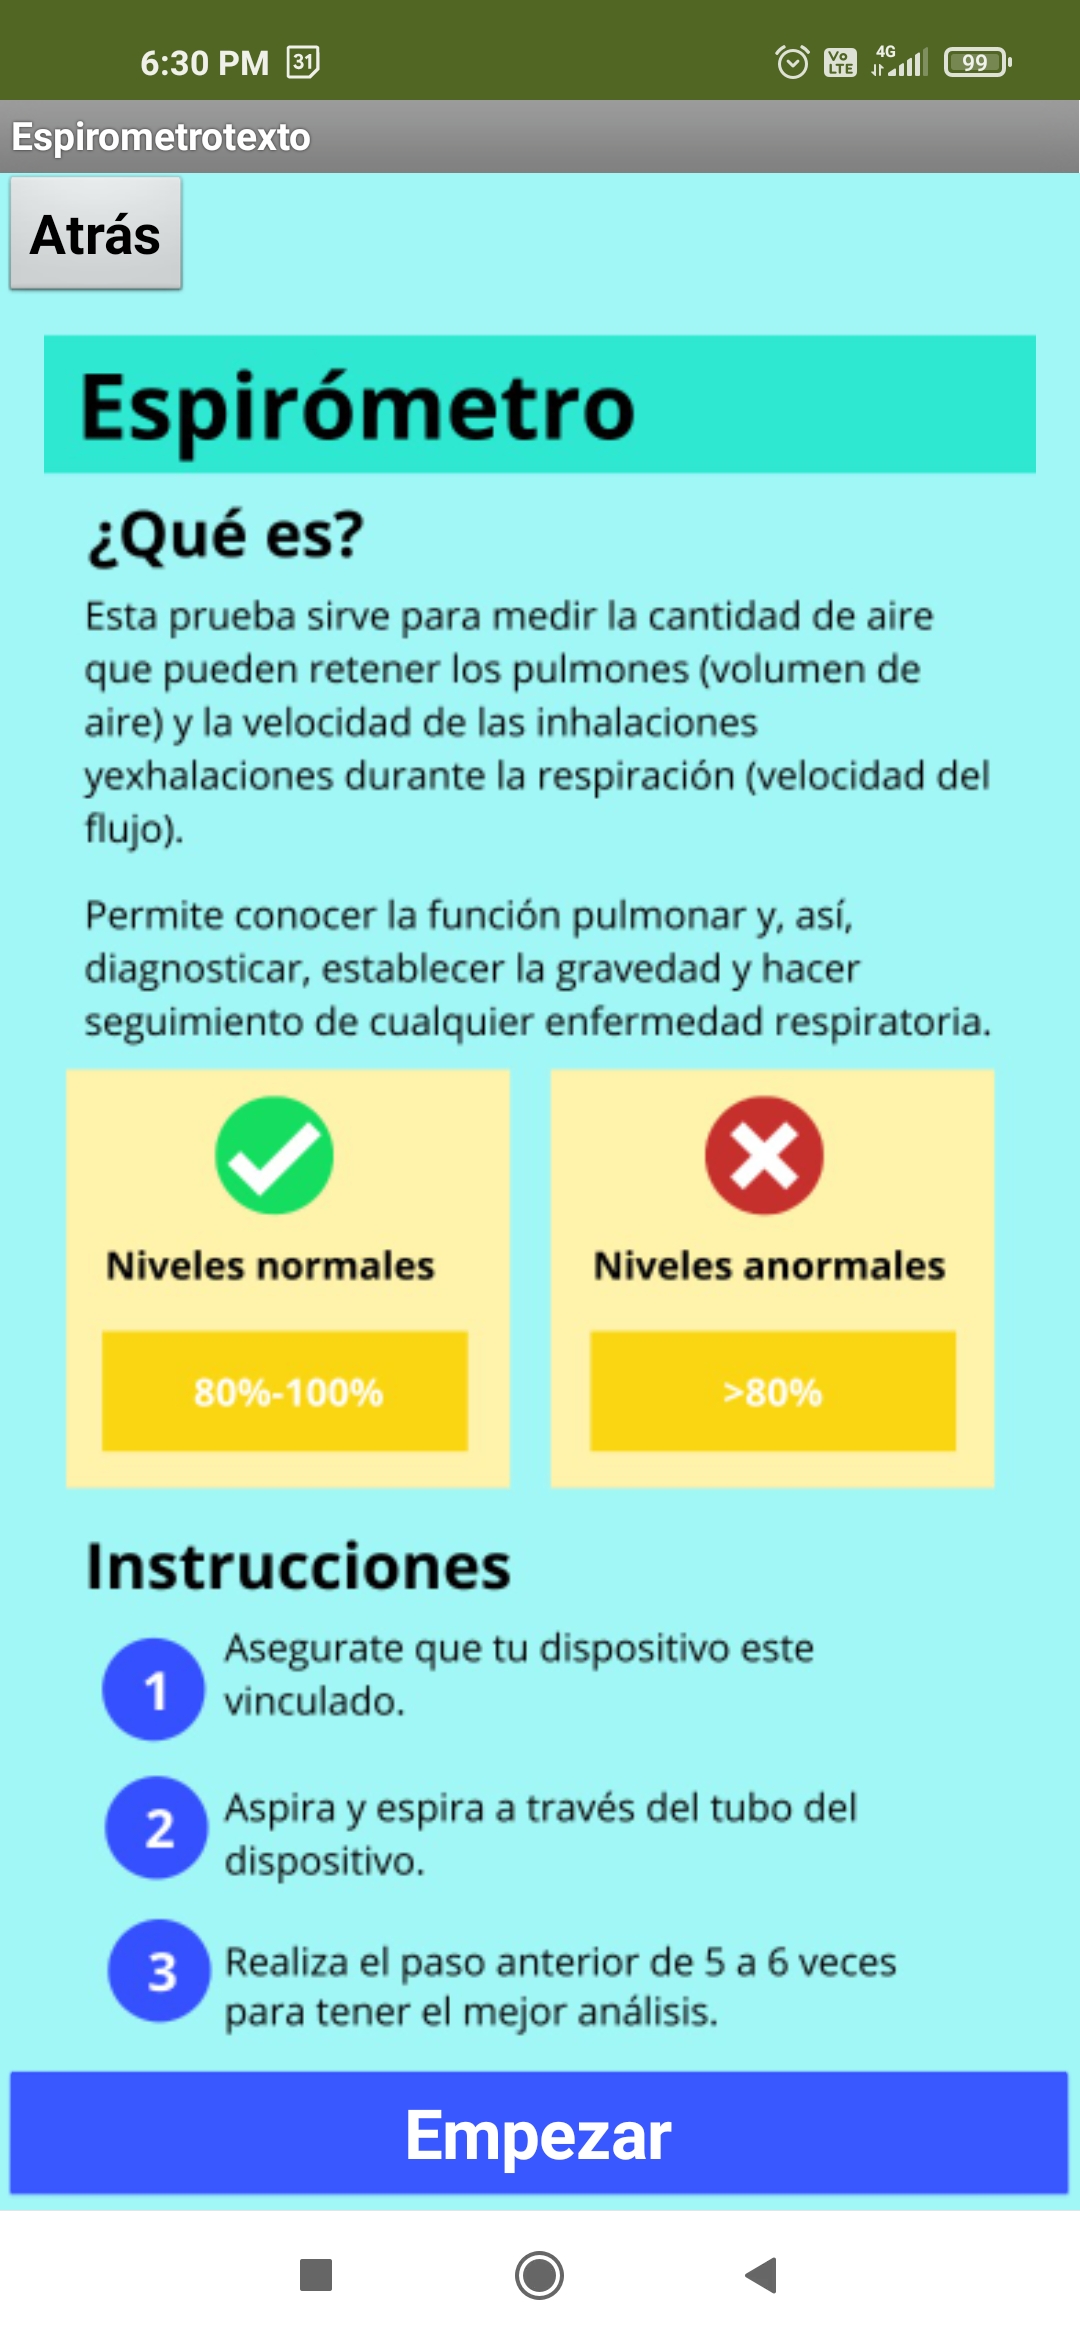 6:30 PM 31 Vo LTE 4G 99
Espirometrotexto
Atrás
Espirómetro
¿Qué es?
Esta prueba sirve para medir la cantidad de aire
que pueden retener los pulmones (volumen de
aire) y la velocidad de las inhalaciones
yexhalaciones durante la respiración (velocidad del
flujo).
Permite conocer la función pulmonar y, así,
diagnosticar, establecer la gravedad y hacer
seguimiento de cualquier enfermedad respiratoria.
Niveles normales
80%-100%
Niveles anormales
>80%
Instrucciones
1 Asegurate que tu dispositivo este
vinculado.
2 Aspira y espira a través del tubo del
dispositivo.
3 Realiza el paso anterior de 5 a 6 veces
para tener el mejor análisis.
Empezar